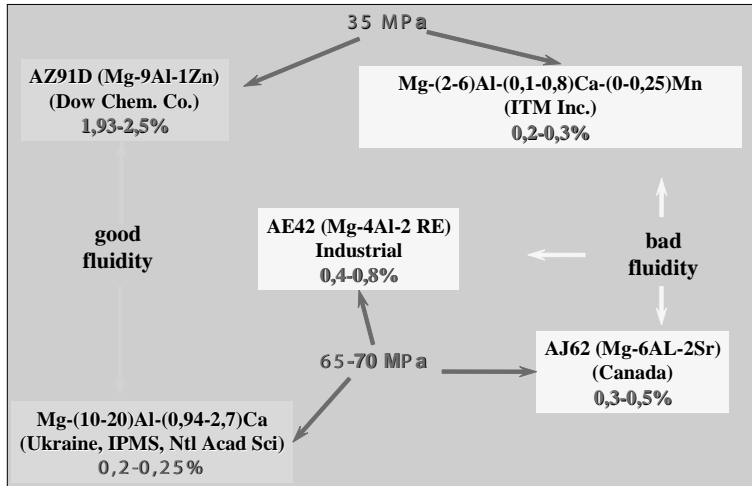 35 MPa
AZ91D (Mg-9Al-1Zn)
(Dow Chem. Co.)
1,93-2,5%
Mg-(2-6)Al-(0,1-0,8)Ca-(0-0,25)Mn
(ITM Inc.)
0,2-0,3%
good
fluidity
AE42 (Mg-4Al-2 RE)
Industrial
0,4-0,8%
bad
fluidity
65-70 MPa
AJ62 (Mg-6AL-2Sr)
(Canada)
0,3-0,5%
Mg-(10-20)Al-(0,94-2,7)Ca
(Ukraine, IPMS, Ntl Acad Sci)
0,2-0,25%